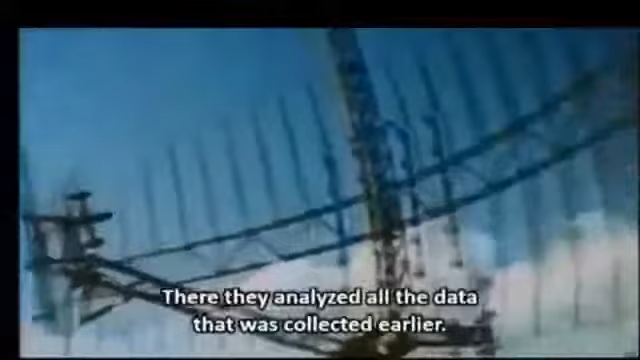 There they analyzed all the data
that was collected earlier.